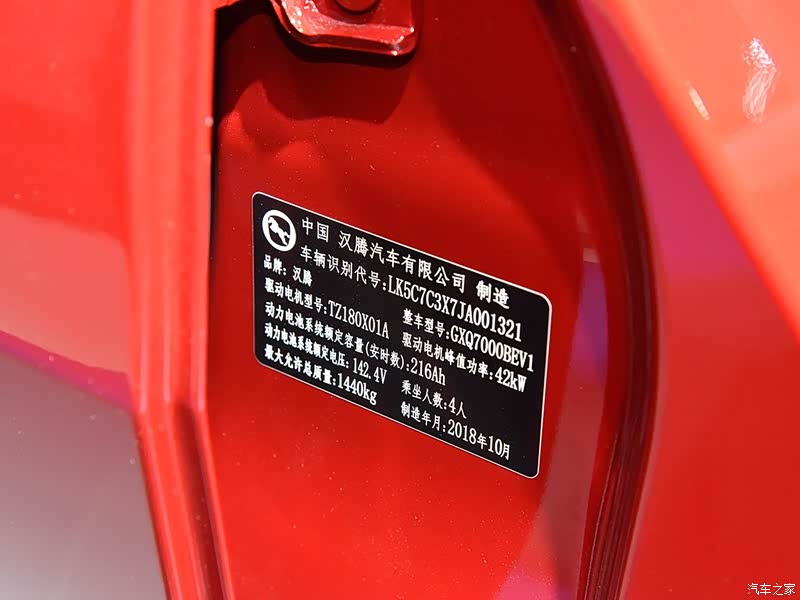 中国 汉腾汽车有限公司 制造
车辆识别代号:LK5C7C3X7JA001321
品牌: 汉腾 整车型号:GXQ7000BEV1
驱动电机型号:TZ180X01A 驱动电机峰值功率:42kW
动力电池系统额定容量(安时数):216Ah
动力电池系统额定电压: 142.4V 乘坐人数:4人
最大允许总质量:1440kg 制造年月:2018年10月
汽车之家